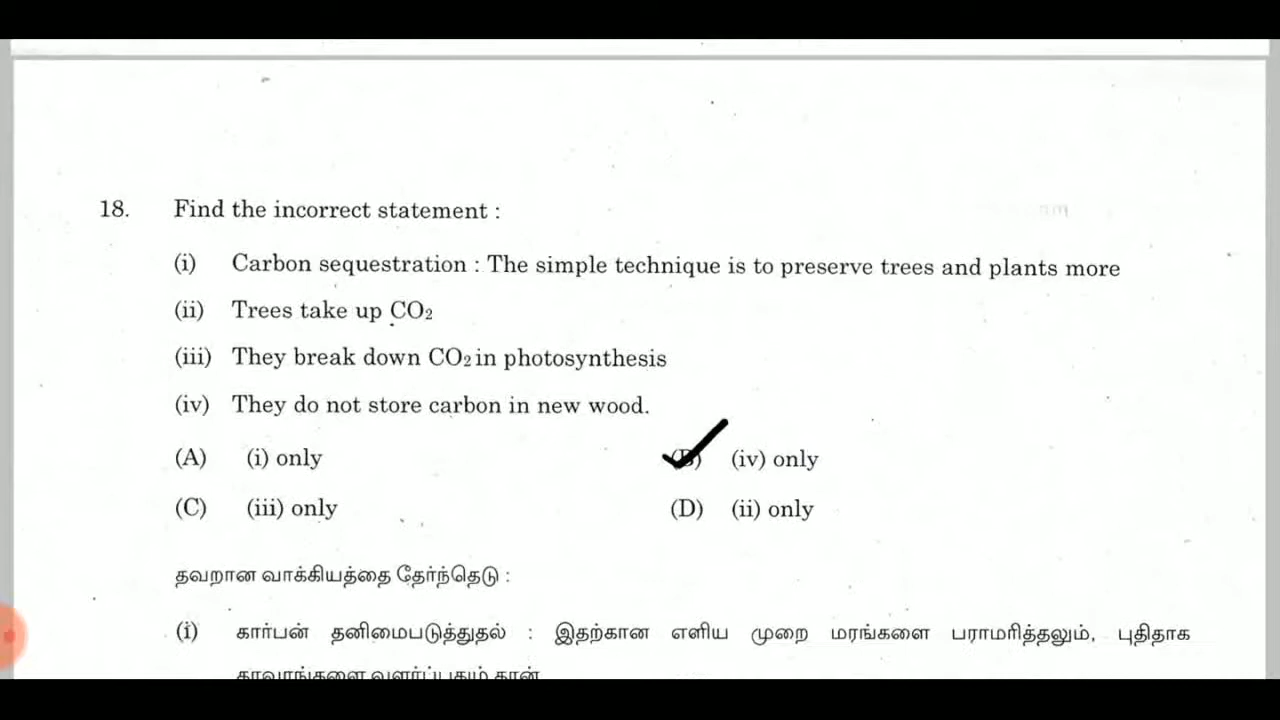 18. Find the incorrect statement :
(i) Carbon sequestration : The simple technique is to preserve trees and plants more
(ii) Trees take up CO2
(iii) They break down CO2 in photosynthesis
(iv) They do not store carbon in new wood.
(A) (i) only (B) (iv) only
(C) (iii) only (D) (ii) only
தவறான வாக்கியத்தை தேர்ந்தெடு :
(i) கார்பன் தனிமைபடுத்துதல் : இதற்கான எளிய முறை மரங்களை பராமரித்தலும், புதிதாக